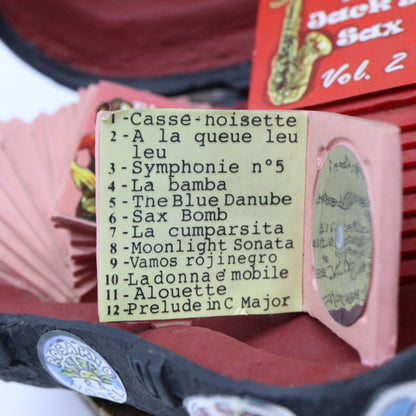 Jack's
Sax
Vol. 2
1 - Casse-noisette
2 - A la queue leu
leu
3 - Symphonie n°5
4 - La bamba
5 - The Blue Danube
6 - Sax Bomb
7 - La cumparsita
8 - Moonlight Sonata
9 - Vamos rojinegro
10 - La donna é mobile
11 - Alouette
12 - Prelude in C Major